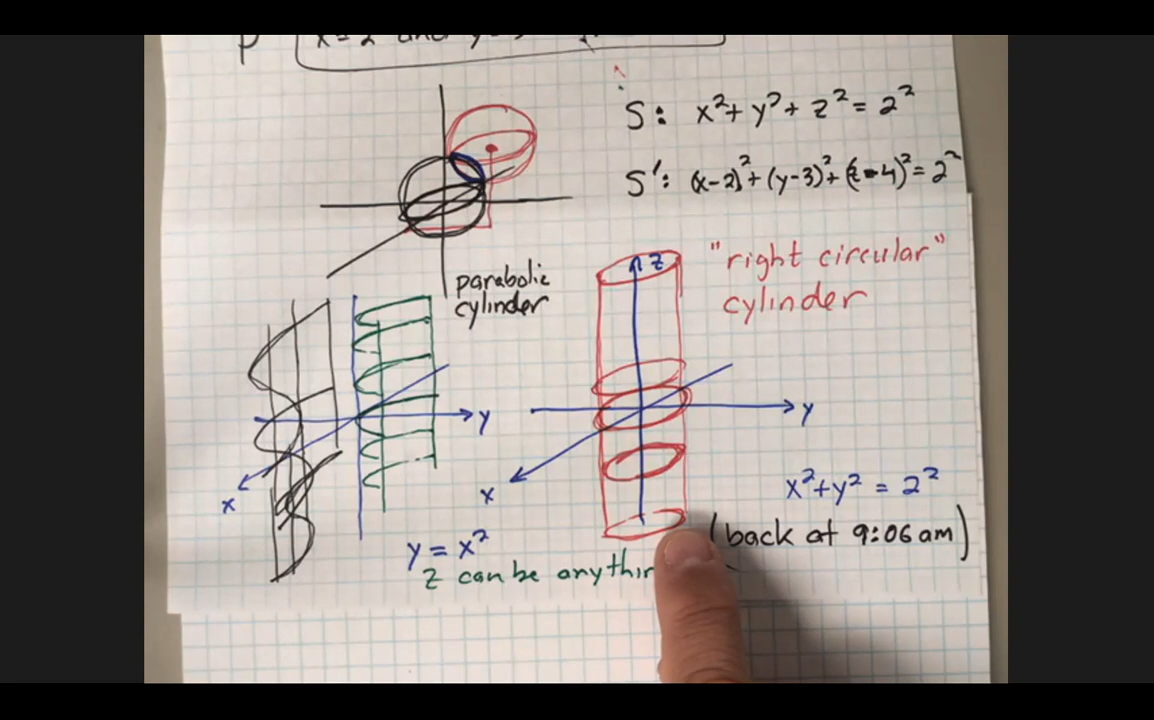 S: x²+ y²+ z² = 2²
S': (x-2)²+(y-3)²+(z-4)² = 2²
parabolic
cylinder
z
"right circular"
cylinder
y
x
y
x
x²+y² = 2²
(back at 9:06 am)
y = x²
z can be